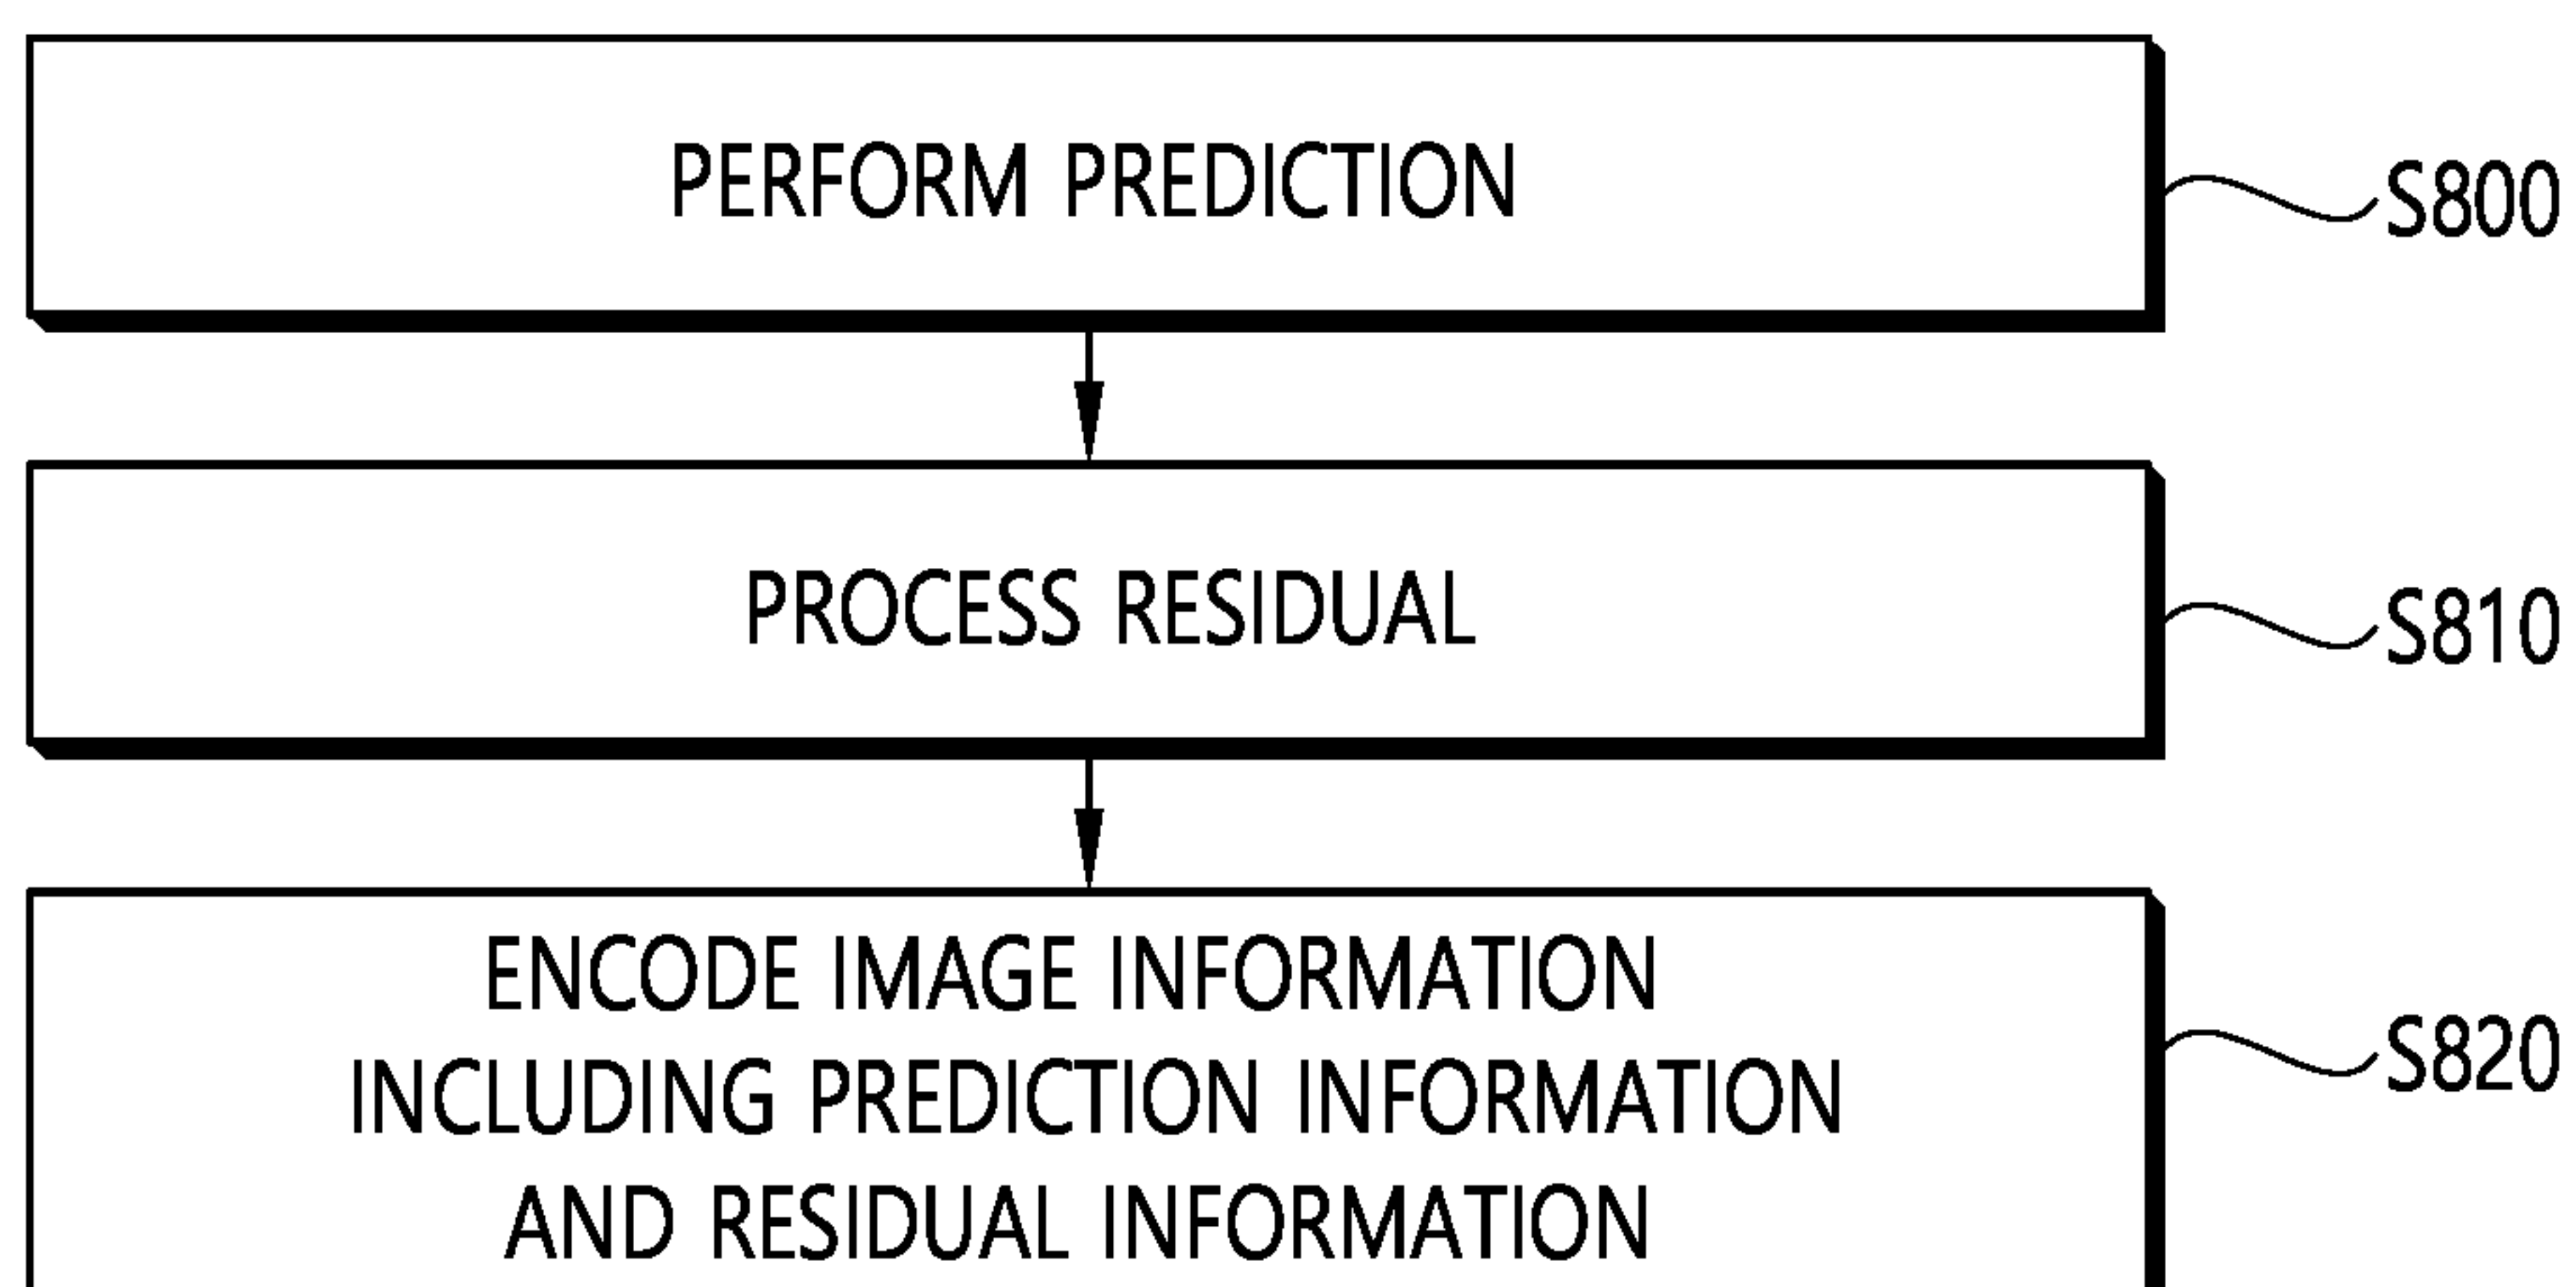 PERFORM PREDICTION
S800
PROCESS RESIDUAL
S810
ENCODE IMAGE INFORMATION
INCLUDING PREDICTION INFORMATION
AND RESIDUAL INFORMATION
S820